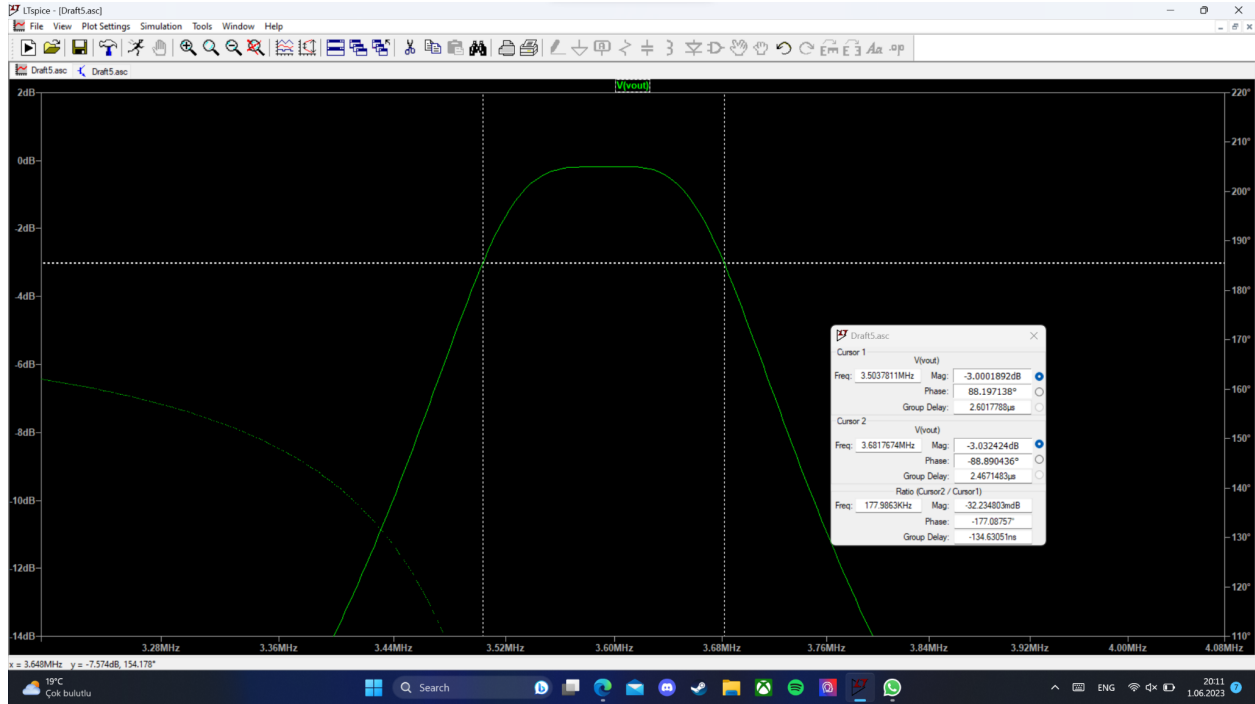 LTspice - [Draft5.asc]
File View Plot Settings Simulation Tools Window Help
Draft5.asc Draft5.asc
V(vout)
2dB
0dB
-2dB
-4dB
-6dB
-8dB
-10dB
-12dB
-14dB
220°
210°
200°
190°
180°
170°
160°
150°
140°
130°
120°
110°
3.28MHz 3.36MHz 3.44MHz 3.52MHz 3.60MHz 3.68MHz 3.76MHz 3.84MHz 3.92MHz 4.00MHz 4.08MHz
Draft5.asc
Cursor 1
V(vout)
Freq: 3.5037811MHz Mag: -3.0001892dB
Phase: 88.197138°
Group Delay: 2.6017788µs
Cursor 2
V(vout)
Freq: 3.6817674MHz Mag: -3.032424dB
Phase: -88.890436°
Group Delay: 2.4671483µs
Ratio (Cursor2 / Cursor1)
Freq: 177.9863KHz Mag: -32.234803mdB
Phase: -177.08757°
Group Delay: -134.63051ns
x = 3.648MHz y = -7.574dB, 154.178°
19°C
Çok bulutlu
Search
ENG
20:11
1.06.2023
7